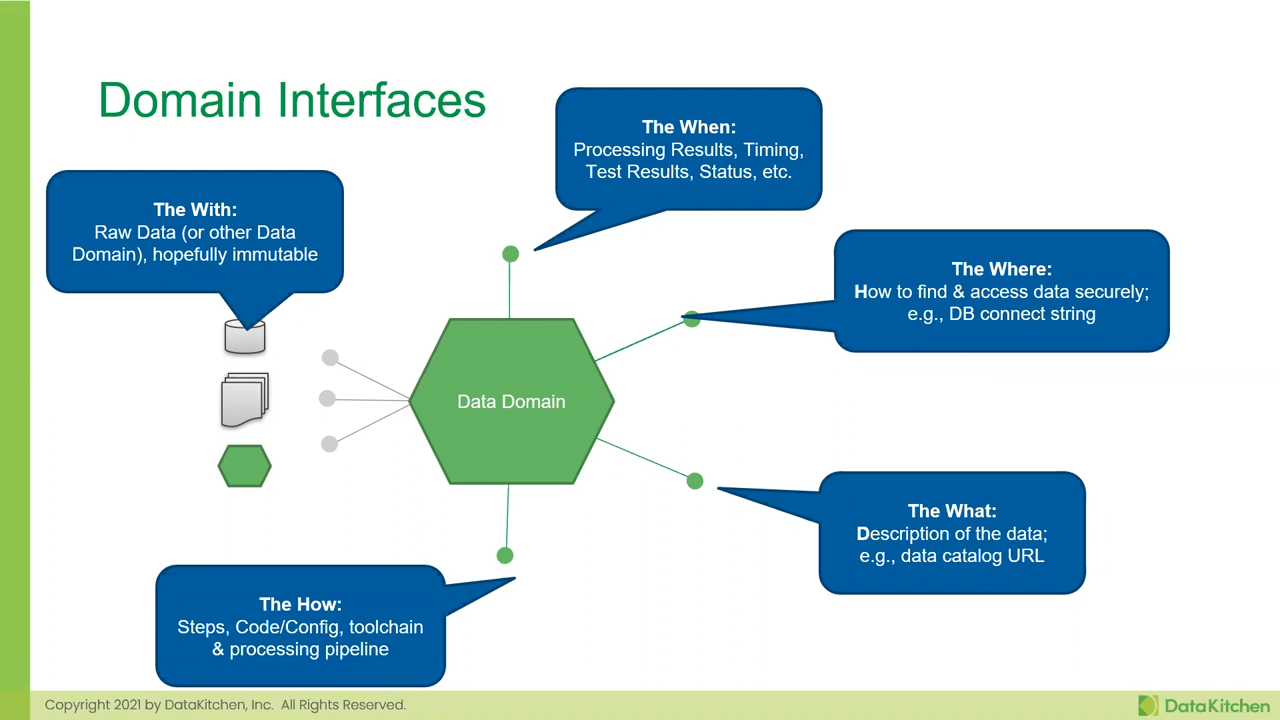 Domain Interfaces
The When:
Processing Results, Timing,
Test Results, Status, etc.
The With:
Raw Data (or other Data
Domain), hopefully immutable
The Where:
How to find & access data securely;
e.g., DB connect string
Data Domain
The What:
Description of the data;
e.g., data catalog URL
The How:
Steps, Code/Config, toolchain
& processing pipeline
Copyright 2021 by DataKitchen, Inc.  All Rights Reserved.
DataKitchen